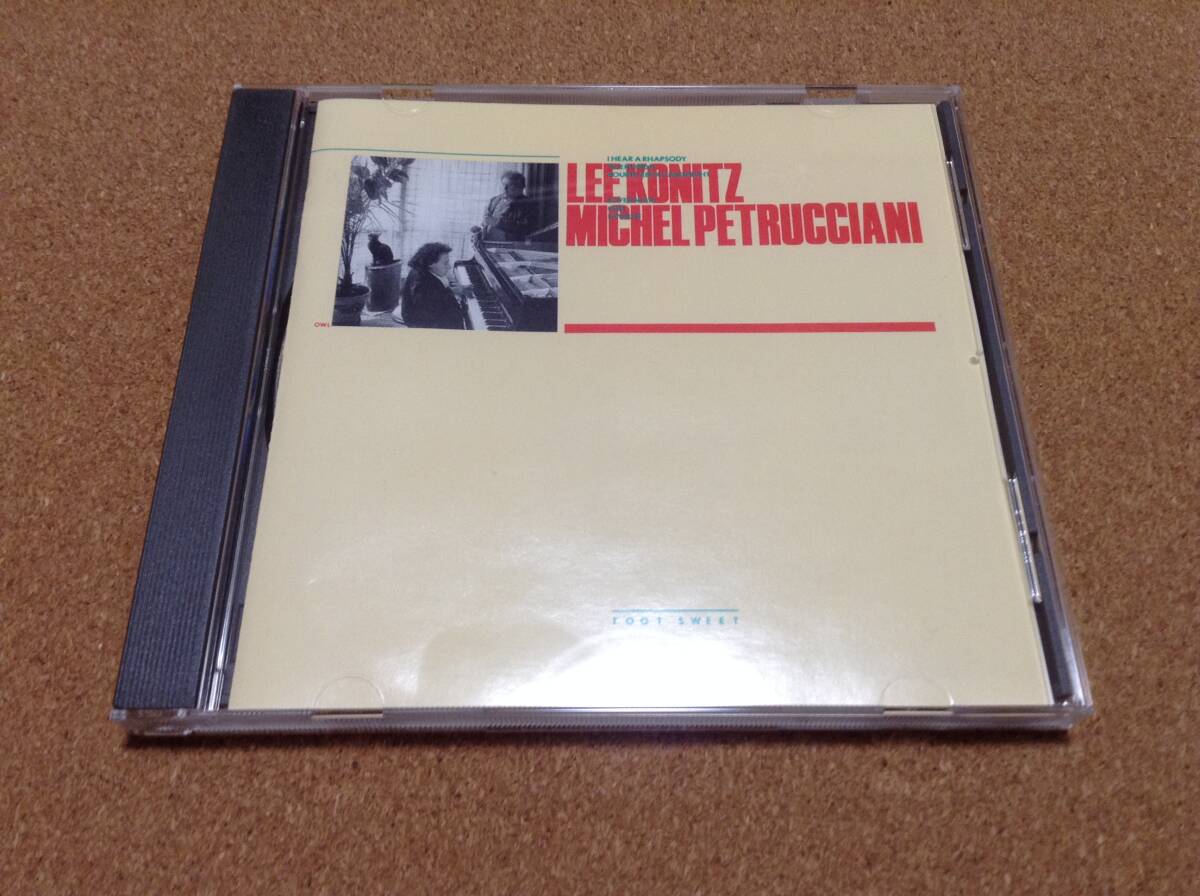 I HEAR A RHAPSODY
LEE KONITZ
MICHEL PETRUCCIANI
OWL
TOOT SWEET